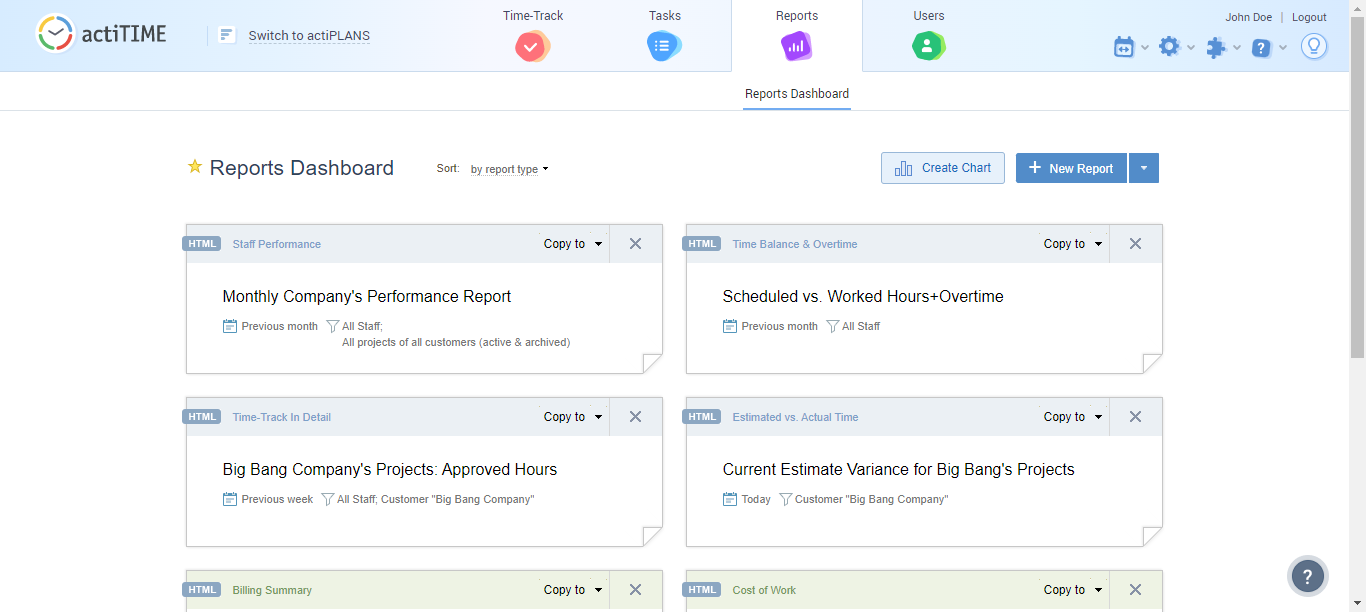 actiTIME
Switch to actiPLANS
Time-Track
Tasks
Reports
Users
John Doe | Logout
?
Reports Dashboard
Reports Dashboard
Sort: by report type
Create Chart
+ New Report
HTML Staff Performance Copy to
Monthly Company's Performance Report
Previous month All Staff;
All projects of all customers (active & archived)
HTML Time Balance & Overtime Copy to
Scheduled vs. Worked Hours+Overtime
Previous month All Staff
HTML Time-Track In Detail Copy to
Big Bang Company's Projects: Approved Hours
Previous week All Staff; Customer "Big Bang Company"
HTML Estimated vs. Actual Time Copy to
Current Estimate Variance for Big Bang's Projects
Today Customer "Big Bang Company"
HTML Billing Summary Copy to
HTML Cost of Work Copy to
?